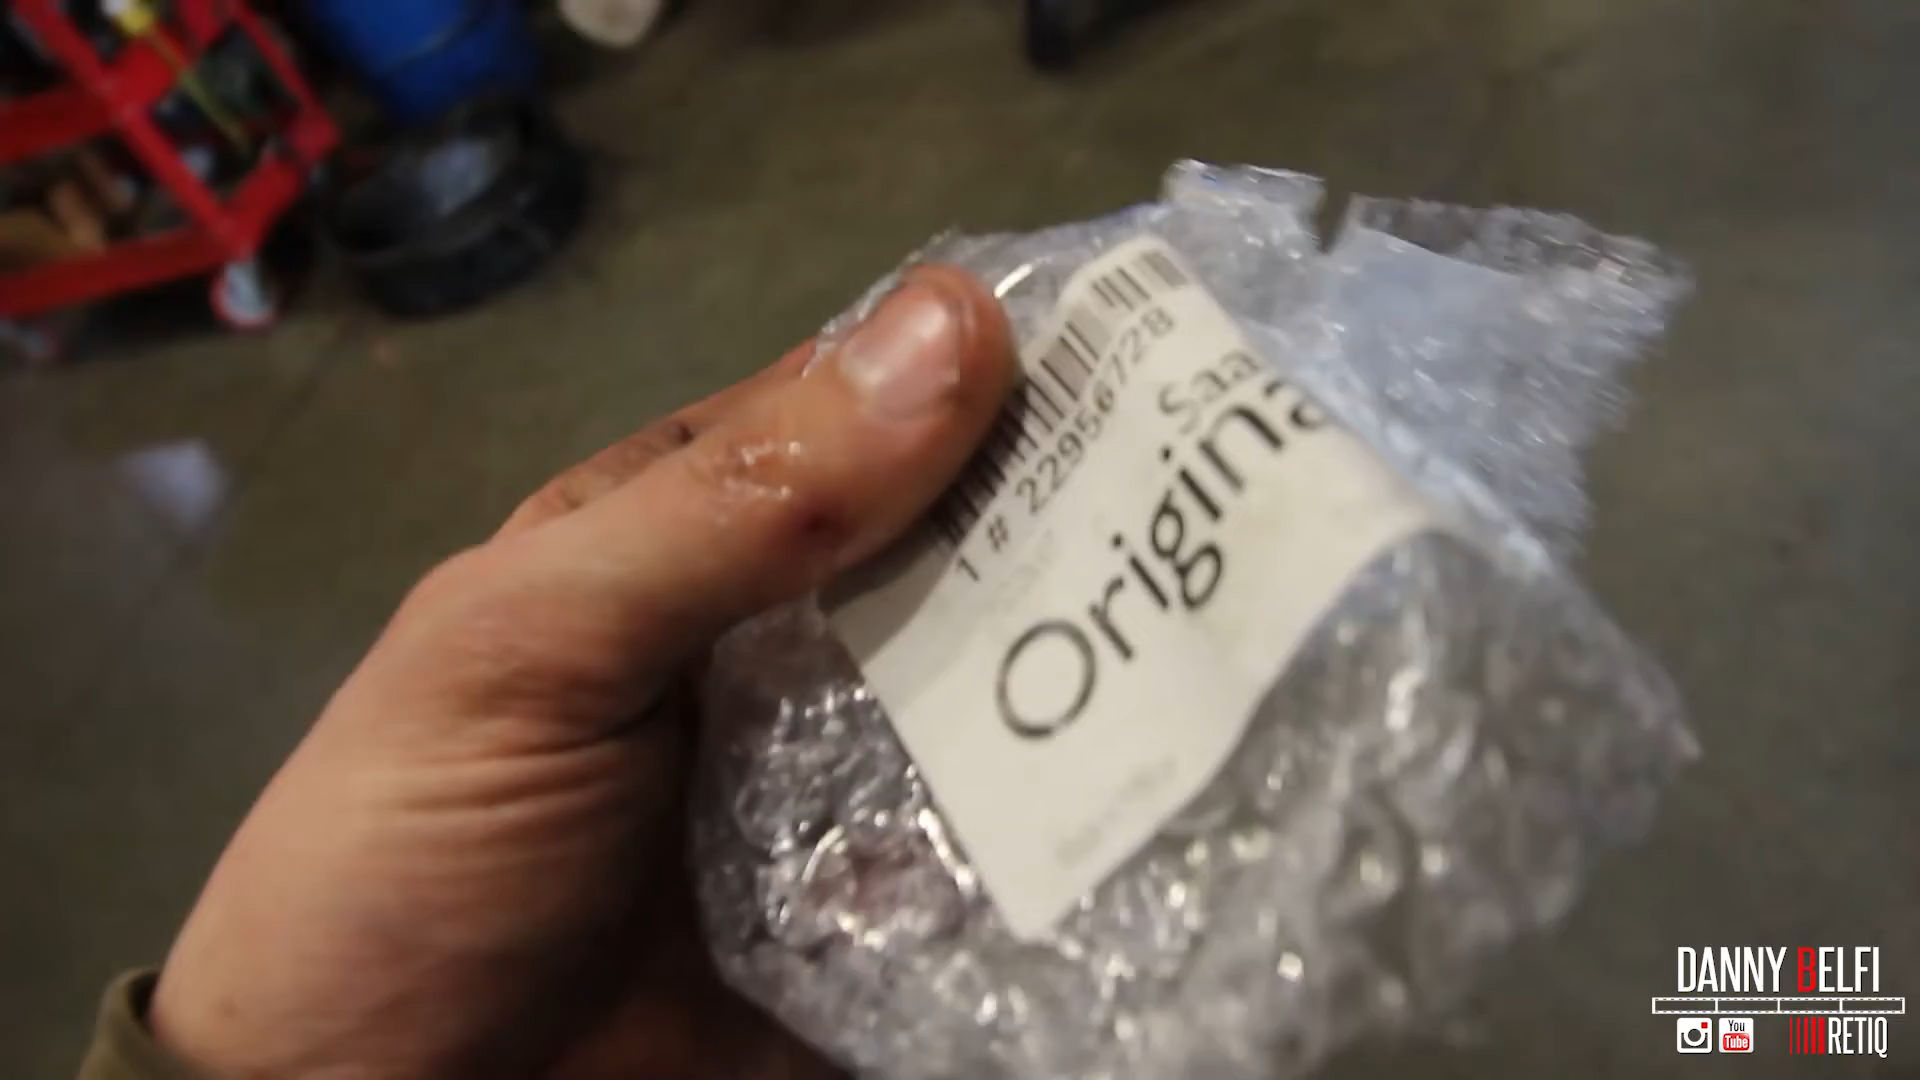 1 # 22956728
Saa
Origina
DANNY BELFI
You
Tube
RETIQ